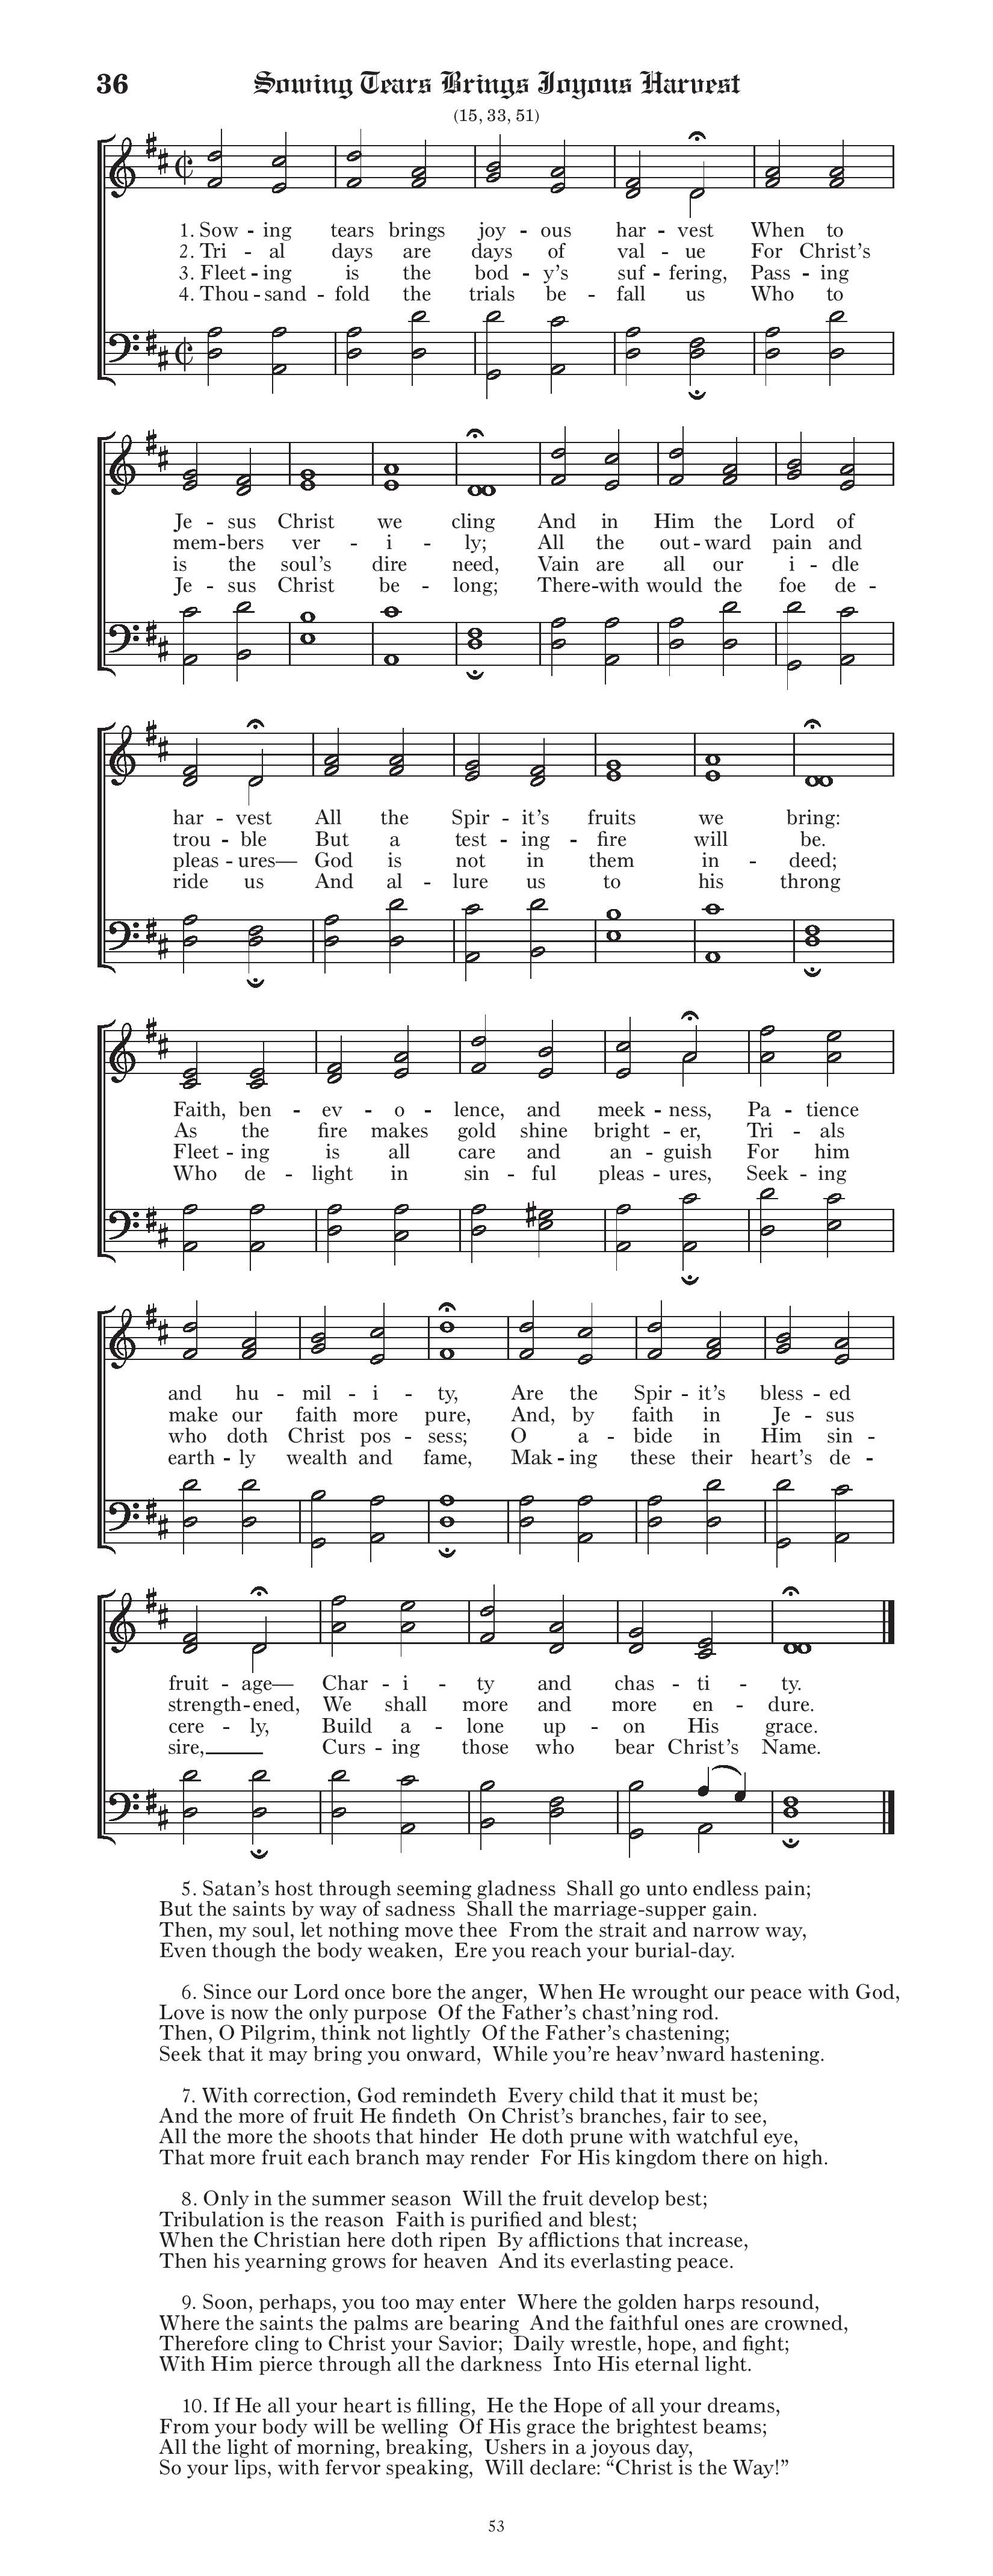 36 Sowing Tears Brings Joyous Harvest
(15, 33, 51)
1. Sow - ing tears brings joy - ous har - vest When to
2. Tri - al days are days of val - ue For Christ's
3. Fleet - ing is the bod - y's suf - fering, Pass - ing
4. Thou - sand - fold the trials be - fall us Who to
Je - sus Christ we cling And in Him the Lord of
mem - bers ver - i - ly; All the out - ward pain and
is the soul's dire need, Vain are all our i - dle
Je - sus Christ be - long; There - with would the foe de -
har - vest All the Spir - it's fruits we bring:
trou - ble But a test - ing - fire will be.
pleas - ures— God is not in them in - deed;
ride us And al - lure us to his throng
Faith, ben - ev - o - lence, and meek - ness, Pa - tience
As the fire makes gold shine bright - er, Tri - als
Fleet - ing is all care and an - guish For him
Who de - light in sin - ful pleas - ures, Seek - ing
and hu - mil - i - ty, Are the Spir - it's bless - ed
make our faith more pure, And, by faith in Je - sus
who doth Christ pos - sess; O a - bide in Him sin -
earth - ly wealth and fame, Mak - ing these their heart's de -
fruit - age— Char - i - ty and chas - ti - ty.
strength - ened, We shall more and more en - dure.
cere - ly, Build a - lone up - on His grace.
sire, Curs - ing those who bear Christ's Name.
5. Satan's host through seeming gladness Shall go unto endless pain;
But the saints by way of sadness Shall the marriage-supper gain.
Then, my soul, let nothing move thee From the strait and narrow way,
Even though the body weaken, Ere you reach your burial-day.
6. Since our Lord once bore the anger, When He wrought our peace with God,
Love is now the only purpose Of the Father's chast'ning rod.
Then, O Pilgrim, think not lightly Of the Father's chastening;
Seek that it may bring you onward, While you're heav'nward hastening.
7. With correction, God remindeth Every child that it must be;
And the more of fruit He findeth On Christ's branches, fair to see,
All the more the shoots that hinder He doth prune with watchful eye,
That more fruit each branch may render For His kingdom there on high.
8. Only in the summer season Will the fruit develop best;
Tribulation is the reason Faith is purified and blest;
When the Christian here doth ripen By afflictions that increase,
Then his yearning grows for heaven And its everlasting peace.
9. Soon, perhaps, you too may enter Where the golden harps resound,
Where the saints the palms are bearing And the faithful ones are crowned,
Therefore cling to Christ your Savior; Daily wrestle, hope, and fight;
With Him pierce through all the darkness Into His eternal light.
10. If He all your heart is filling, He the Hope of all your dreams,
From your body will be welling Of His grace the brightest beams;
All the light of morning, breaking, Ushers in a joyous day,
So your lips, with fervor speaking, Will declare: "Christ is the Way!"
53